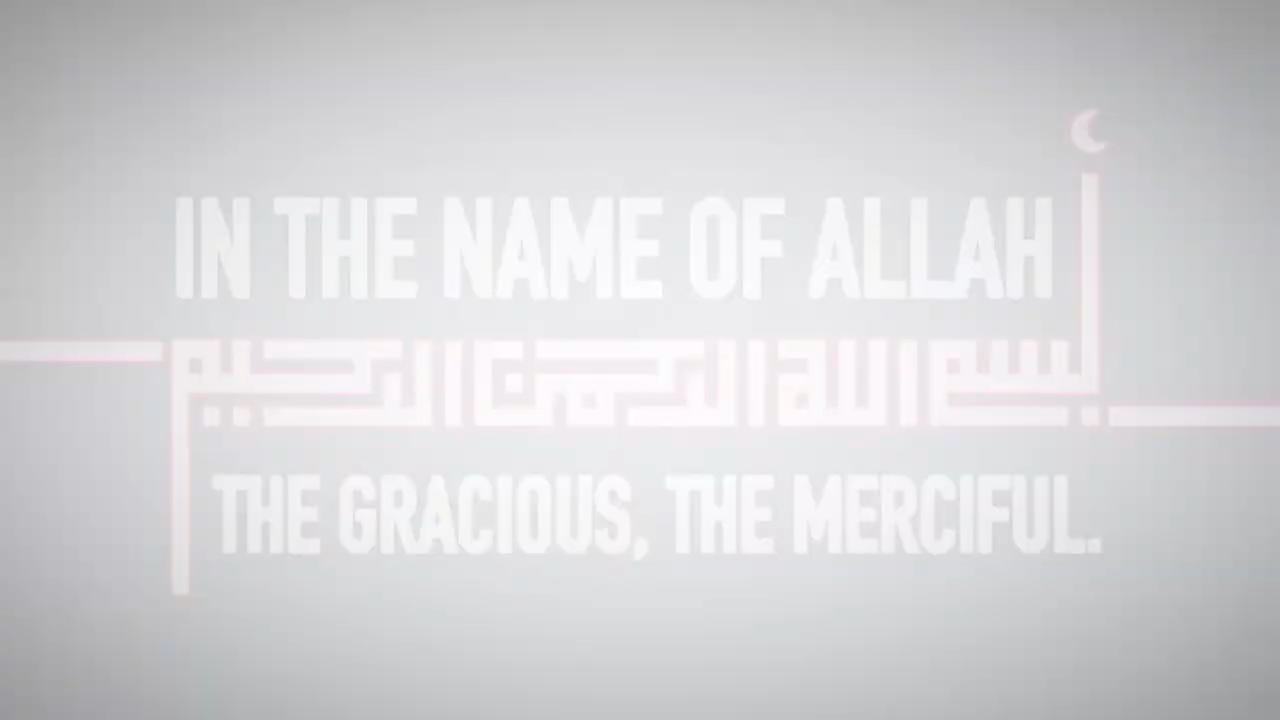 IN THE NAME OF ALLAH
بسم الله الرحمن الرحيم
THE GRACIOUS, THE MERCIFUL.